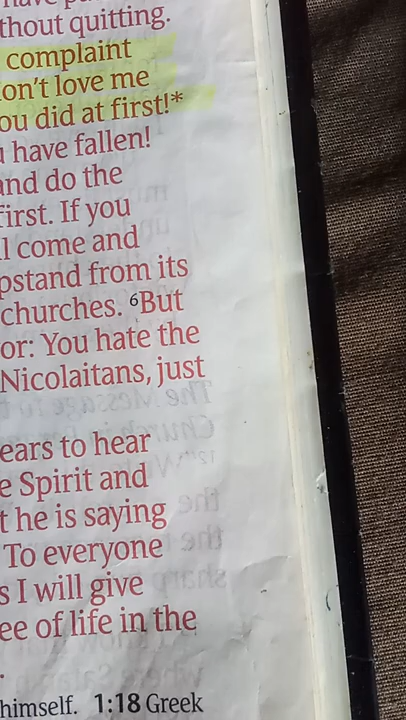 thout quitting.
complaint
on't love me
ou did at first!*
have fallen!
and do the
first. If you
l come and
pstand from its
churches. ⁶But
or: You hate the
Nicolaitans, just
ears to hear
e Spirit and
t he is saying
To everyone
s I will give
ee of life in the
himself. 1:18 Greek